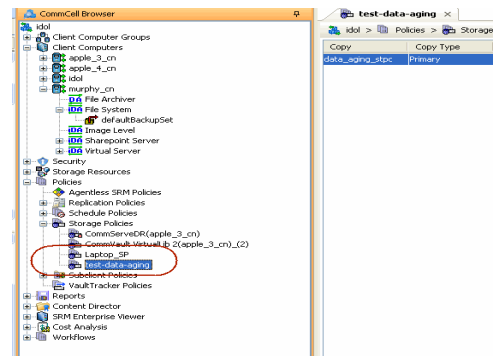 CommCell Browser
idol
Client Computer Groups
Client Computers
apple_3_cn
apple_4_cn
idol
murphy_cn
File Archiver
File System
defaultBackupSet
Image Level
Sharepoint Server
Virtual Server
Security
Storage Resources
Policies
Agentless SRM Policies
Replication Policies
Schedule Policies
Storage Policies
CommServeDR(apple_3_cn)
CommVault VirtualLib 2(apple_3_cn)_(2)
Laptop_SP
test-data-aging
Subclient Policies
VaultTracker Policies
Reports
Content Director
SRM Enterprise Viewer
Cost Analysis
Workflows
test-data-aging ×
idol > Policies > Storage
Copy Copy Type
data_aging_stpc Primary